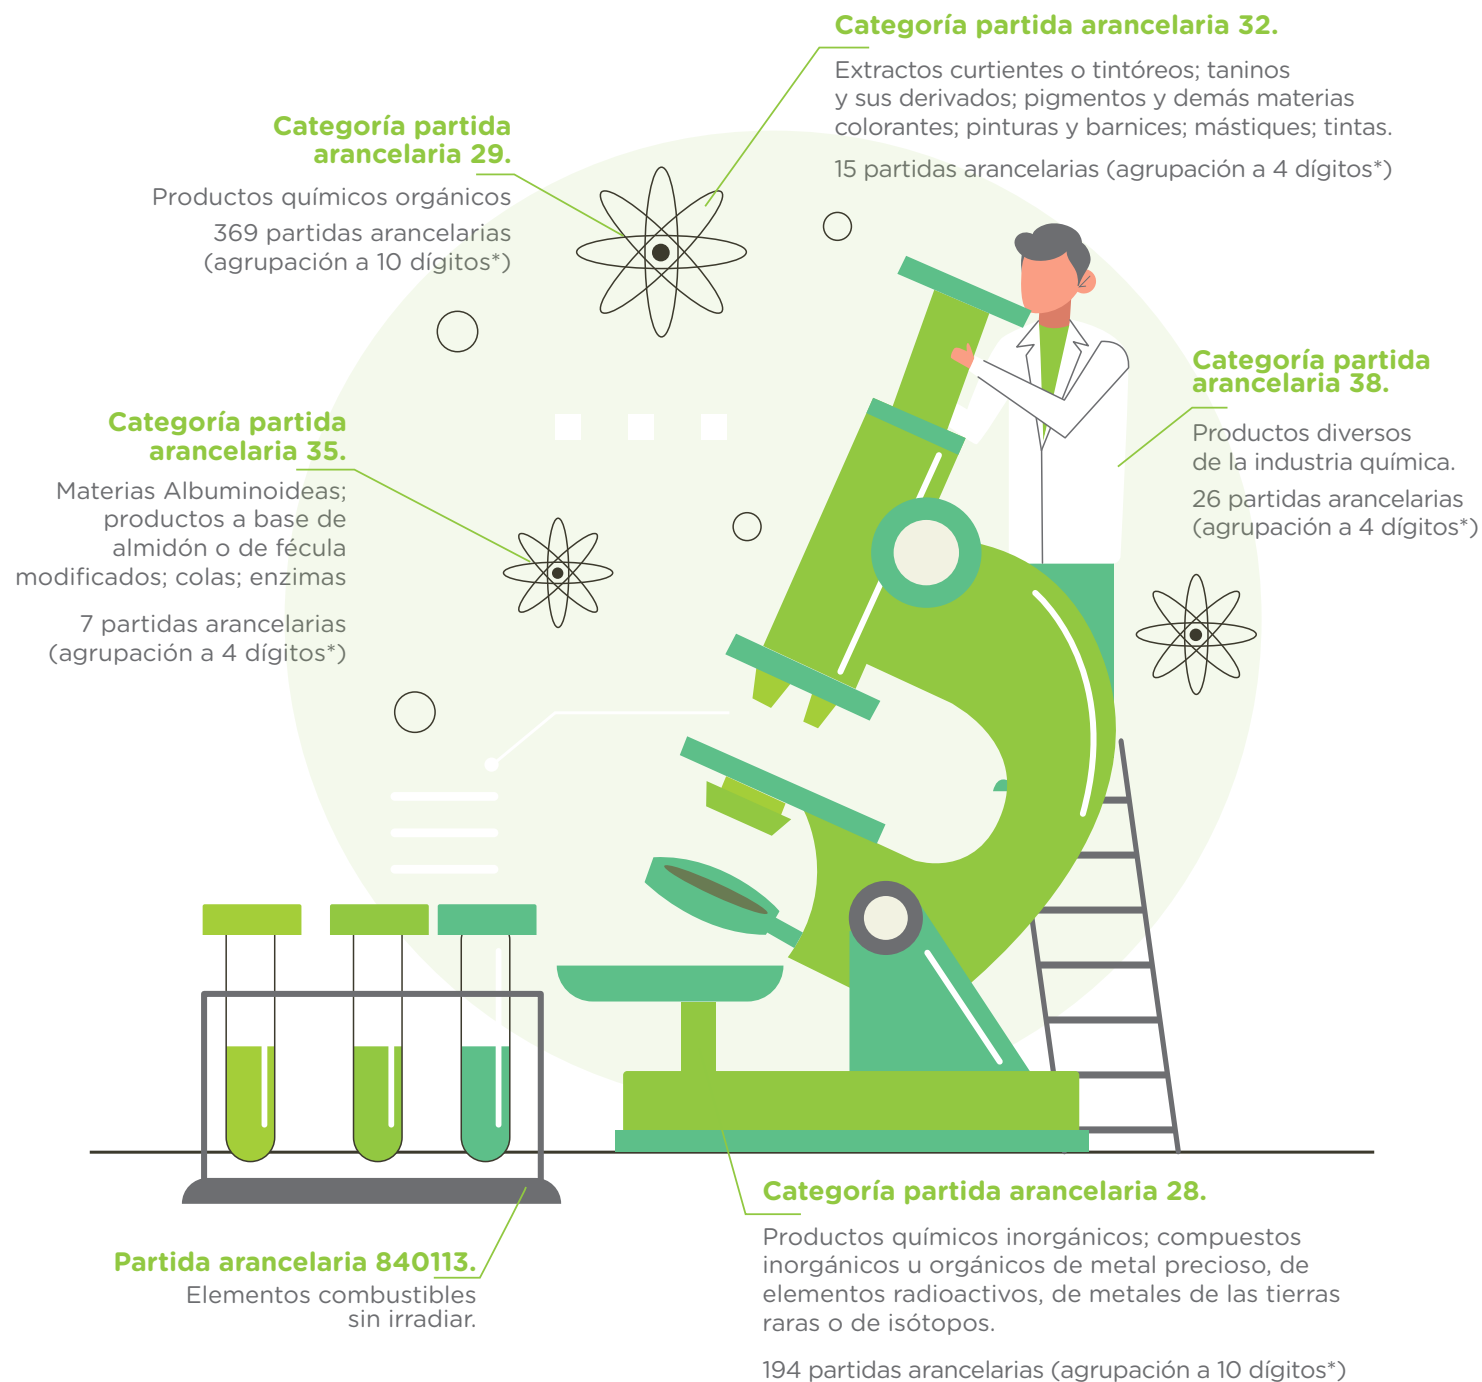 Categoría partida arancelaria 32.
Extractos curtientes o tintóreos; taninos
y sus derivados; pigmentos y demás materias
colorantes; pinturas y barnices; mástiques; tintas.
15 partidas arancelarias (agrupación a 4 dígitos*)
Categoría partida
arancelaria 29.
Productos químicos orgánicos
369 partidas arancelarias
(agrupación a 10 dígitos*)
Categoría partida
arancelaria 38.
Productos diversos
de la industria química.
26 partidas arancelarias
(agrupación a 4 dígitos*)
Categoría partida
arancelaria 35.
Materias Albuminoideas;
productos a base de
almidón o de fécula
modificados; colas; enzimas
7 partidas arancelarias
(agrupación a 4 dígitos*)
Categoría partida arancelaria 28.
Productos químicos inorgánicos; compuestos
inorgánicos u orgánicos de metal precioso, de
elementos radioactivos, de metales de las tierras
raras o de isótopos.
194 partidas arancelarias (agrupación a 10 dígitos*)
Partida arancelaria 840113.
Elementos combustibles
sin irradiar.